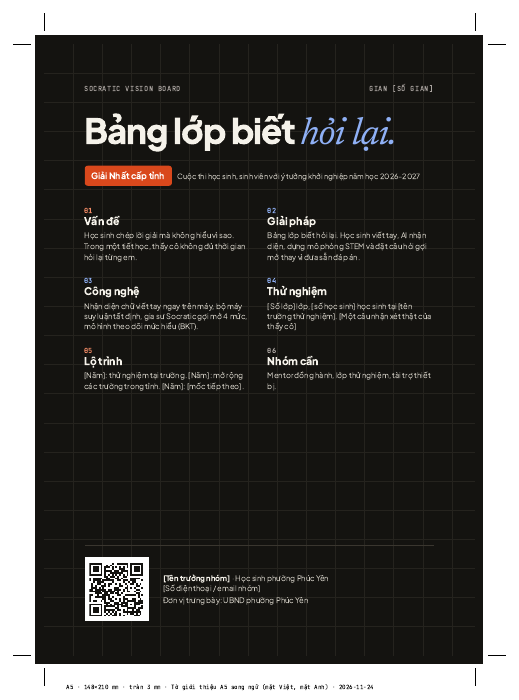 SOCRATIC VISION BOARD
GIAN [SỐ GIAN]
Bảng lớp biết hỏi lại.
Giải Nhất cấp tỉnh
Cuộc thi học sinh, sinh viên với ý tưởng khởi nghiệp năm học 2026-2027
01
Vấn đề
Học sinh chép lời giải mà không hiểu vì sao.
Trong một tiết học, thầy cô không đủ thời gian
hỏi lại từng em.
02
Giải pháp
Bảng lớp biết hỏi lại. Học sinh viết tay, AI nhận
diện, dựng mô phỏng STEM và đặt câu hỏi gợi
mở thay vì đưa sẵn đáp án.
03
Công nghệ
Nhận diện chữ viết tay ngay trên máy, bộ máy
suy luận tất định, gia sư Socratic gợi mở 4 mức,
mô hình theo dõi mức hiểu (BKT).
04
Thử nghiệm
[Số lớp] lớp, [số học sinh] học sinh tại [tên
trường thử nghiệm]. [Một câu nhận xét thật của
thầy cô]
05
Lộ trình
[Năm]: thử nghiệm tại trường. [Năm]: mở rộng
các trường trong tỉnh. [Năm]: [mốc tiếp theo].
06
Nhóm cần
Mentor đồng hành, lớp thử nghiệm, tài trợ thiết
bị.
[Tên trưởng nhóm] · Học sinh phường Phúc Yên
[Số điện thoại / email nhóm]
Đơn vị trưng bày: UBND phường Phúc Yên
A5 · 148×210 mm · tràn 3 mm · Tờ giới thiệu A5 song ngữ (mặt Việt, mặt Anh) · 2026-11-24